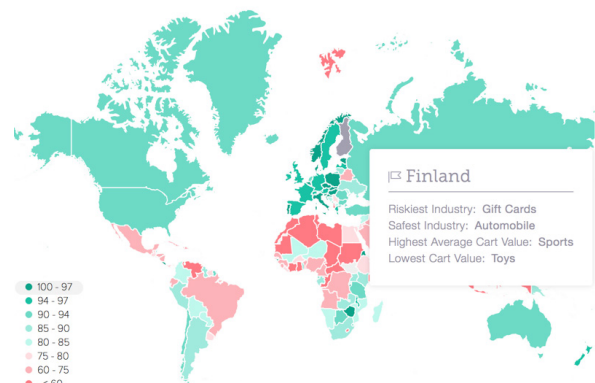 Finland
Riskiest Industry: Gift Cards
Safest Industry: Automobile
Highest Average Cart Value: Sports
Lowest Cart Value: Toys
100 - 97
94 - 97
90 - 94
85 - 90
80 - 85
75 - 80
60 - 75
< 60